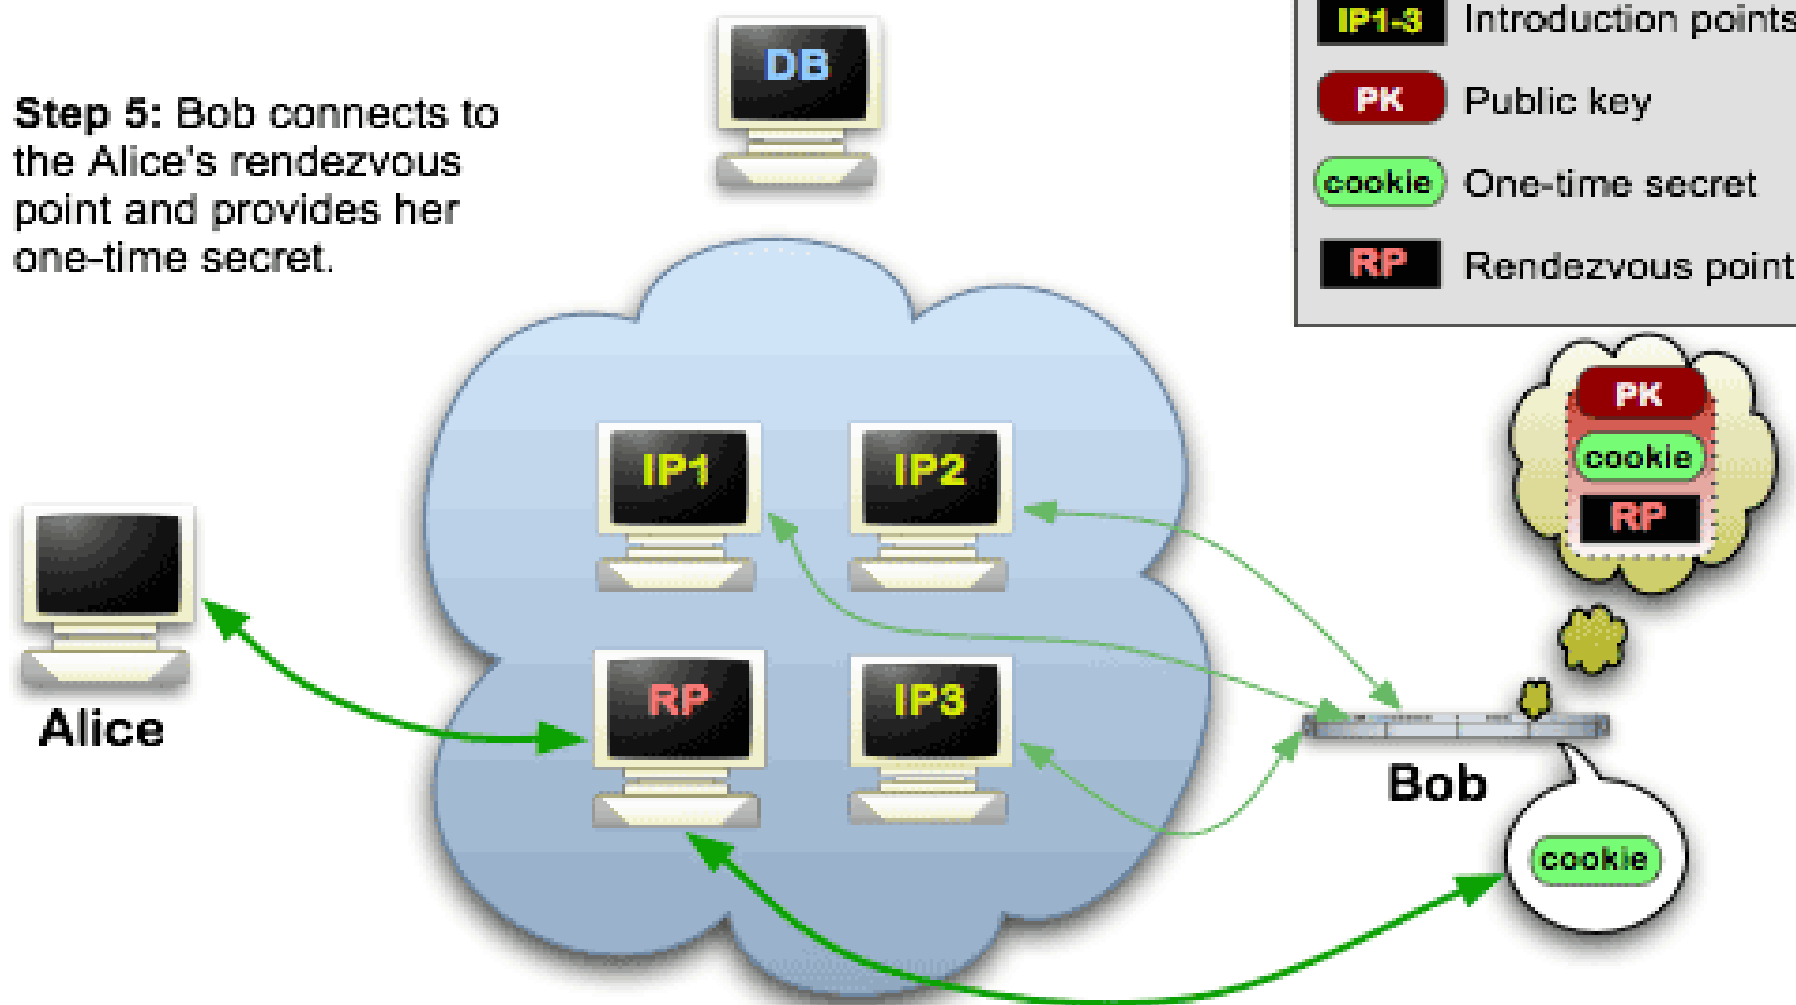 IP1-3 Introduction points
DB
Step 5: Bob connects to
the Alice's rendezvous
point and provides her
one-time secret.
PK Public key
cookie One-time secret
RP Rendezvous point
PK
cookie
RP
IP1 IP2
RP IP3
Alice
Bob
cookie